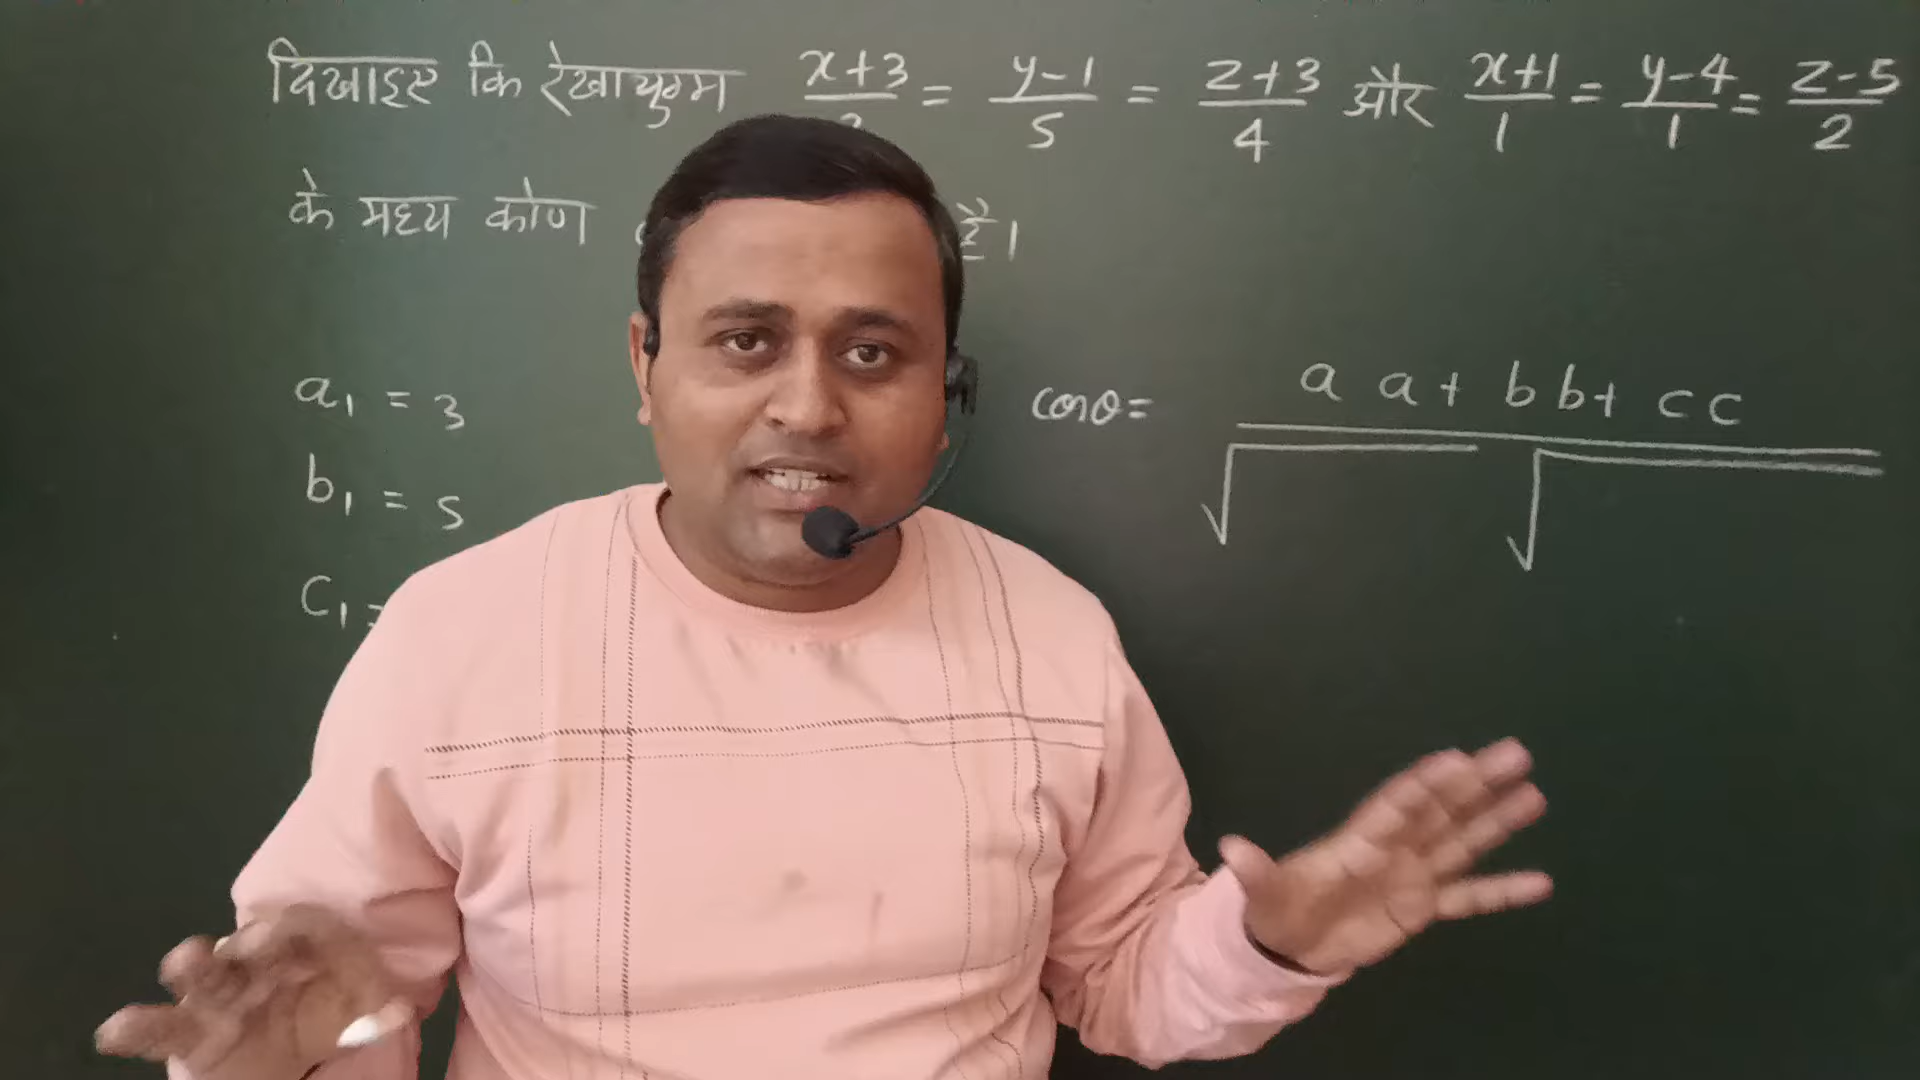 दिखाइए कि रेखायुग्म x+3 = y-1/5 = z+3/4 और x+1/1 = y-4/1 = z-5/2
के मध्य कोण है।
a₁ = 3
b₁ = 5
c₁ =
cosθ = a a + b b + c c / √ √